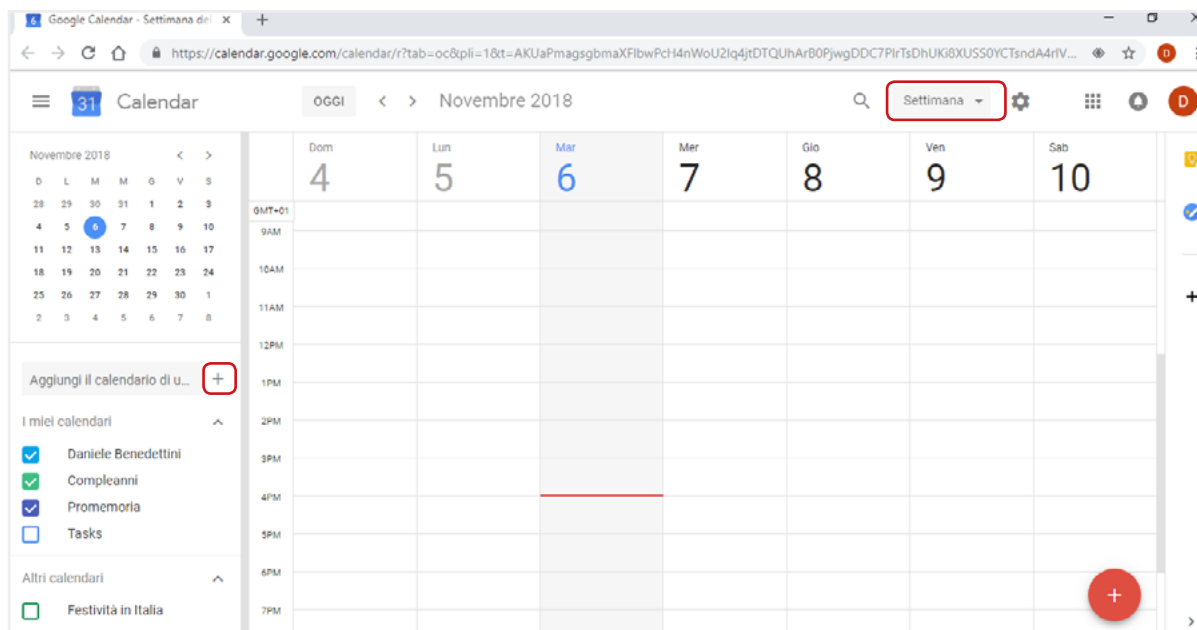 Google Calendar - Settimana del
https://calendar.google.com/calendar/r?tab=oc&pli=1&t=
31 Calendar OGGI Novembre 2018 Settimana D
Novembre 2018
D L M M G V S
28 29 30 31 1 2 3
4 5 6 7 8 9 10
11 12 13 14 15 16 17
18 19 20 21 22 23 24
25 26 27 28 29 30 1
2 3 4 5 6 7 8
Aggiungi il calendario di u...
I miei calendari
Daniele Benedettini
Compleanni
Promemoria
Tasks
Altri calendari
Festività in Italia
Dom Lun Mar Mer Gio Ven Sab
4 5 6 7 8 9 10
GMT+01
9AM
10AM
11AM
12PM
1PM
2PM
3PM
4PM
5PM
6PM
7PM